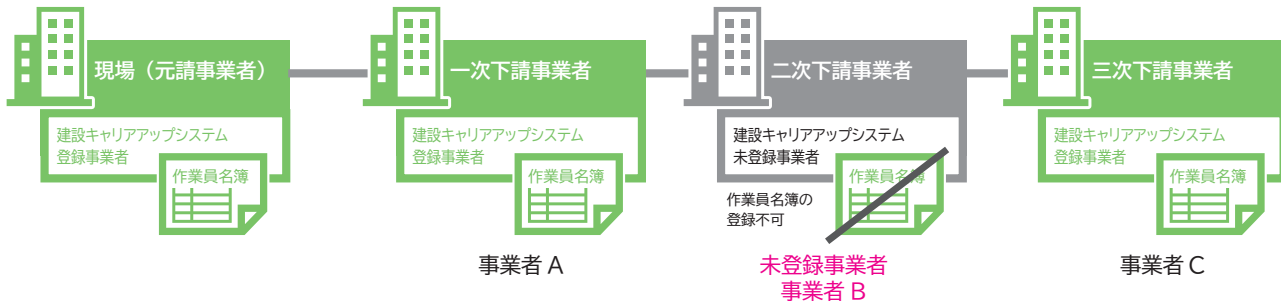 現場（元請事業者）
建設キャリアアップシステム
登録事業者
作業員名簿
一次下請事業者
建設キャリアアップシステム
登録事業者
作業員名簿
事業者 A
二次下請事業者
建設キャリアアップシステム
未登録事業者
作業員名簿
作業員名簿の
登録不可
未登録事業者
事業者 B
三次下請事業者
建設キャリアアップシステム
登録事業者
作業員名簿
事業者 C